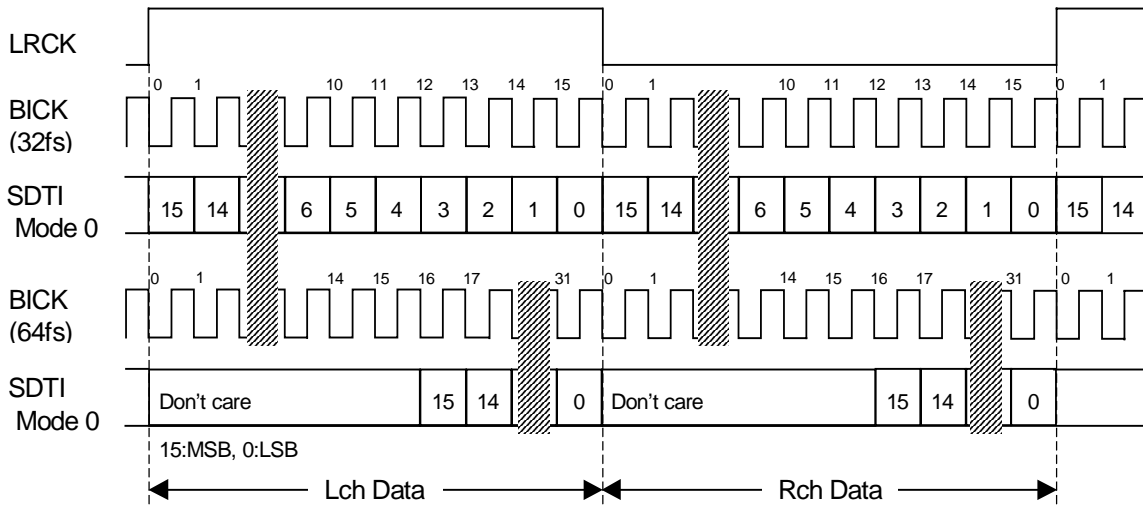 LRCK
0 1 10 11 12 13 14 15 0 1 10 11 12 13 14 15 0 1
BICK
(32fs)
SDTI
Mode 0
15 14 6 5 4 3 2 1 0 15 14 6 5 4 3 2 1 0 15 14
0 1 14 15 16 17 31 0 1 14 15 16 17 31 0 1
BICK
(64fs)
SDTI
Mode 0
Don't care 15 14 0 Don't care 15 14 0
15:MSB, 0:LSB
Lch Data Rch Data